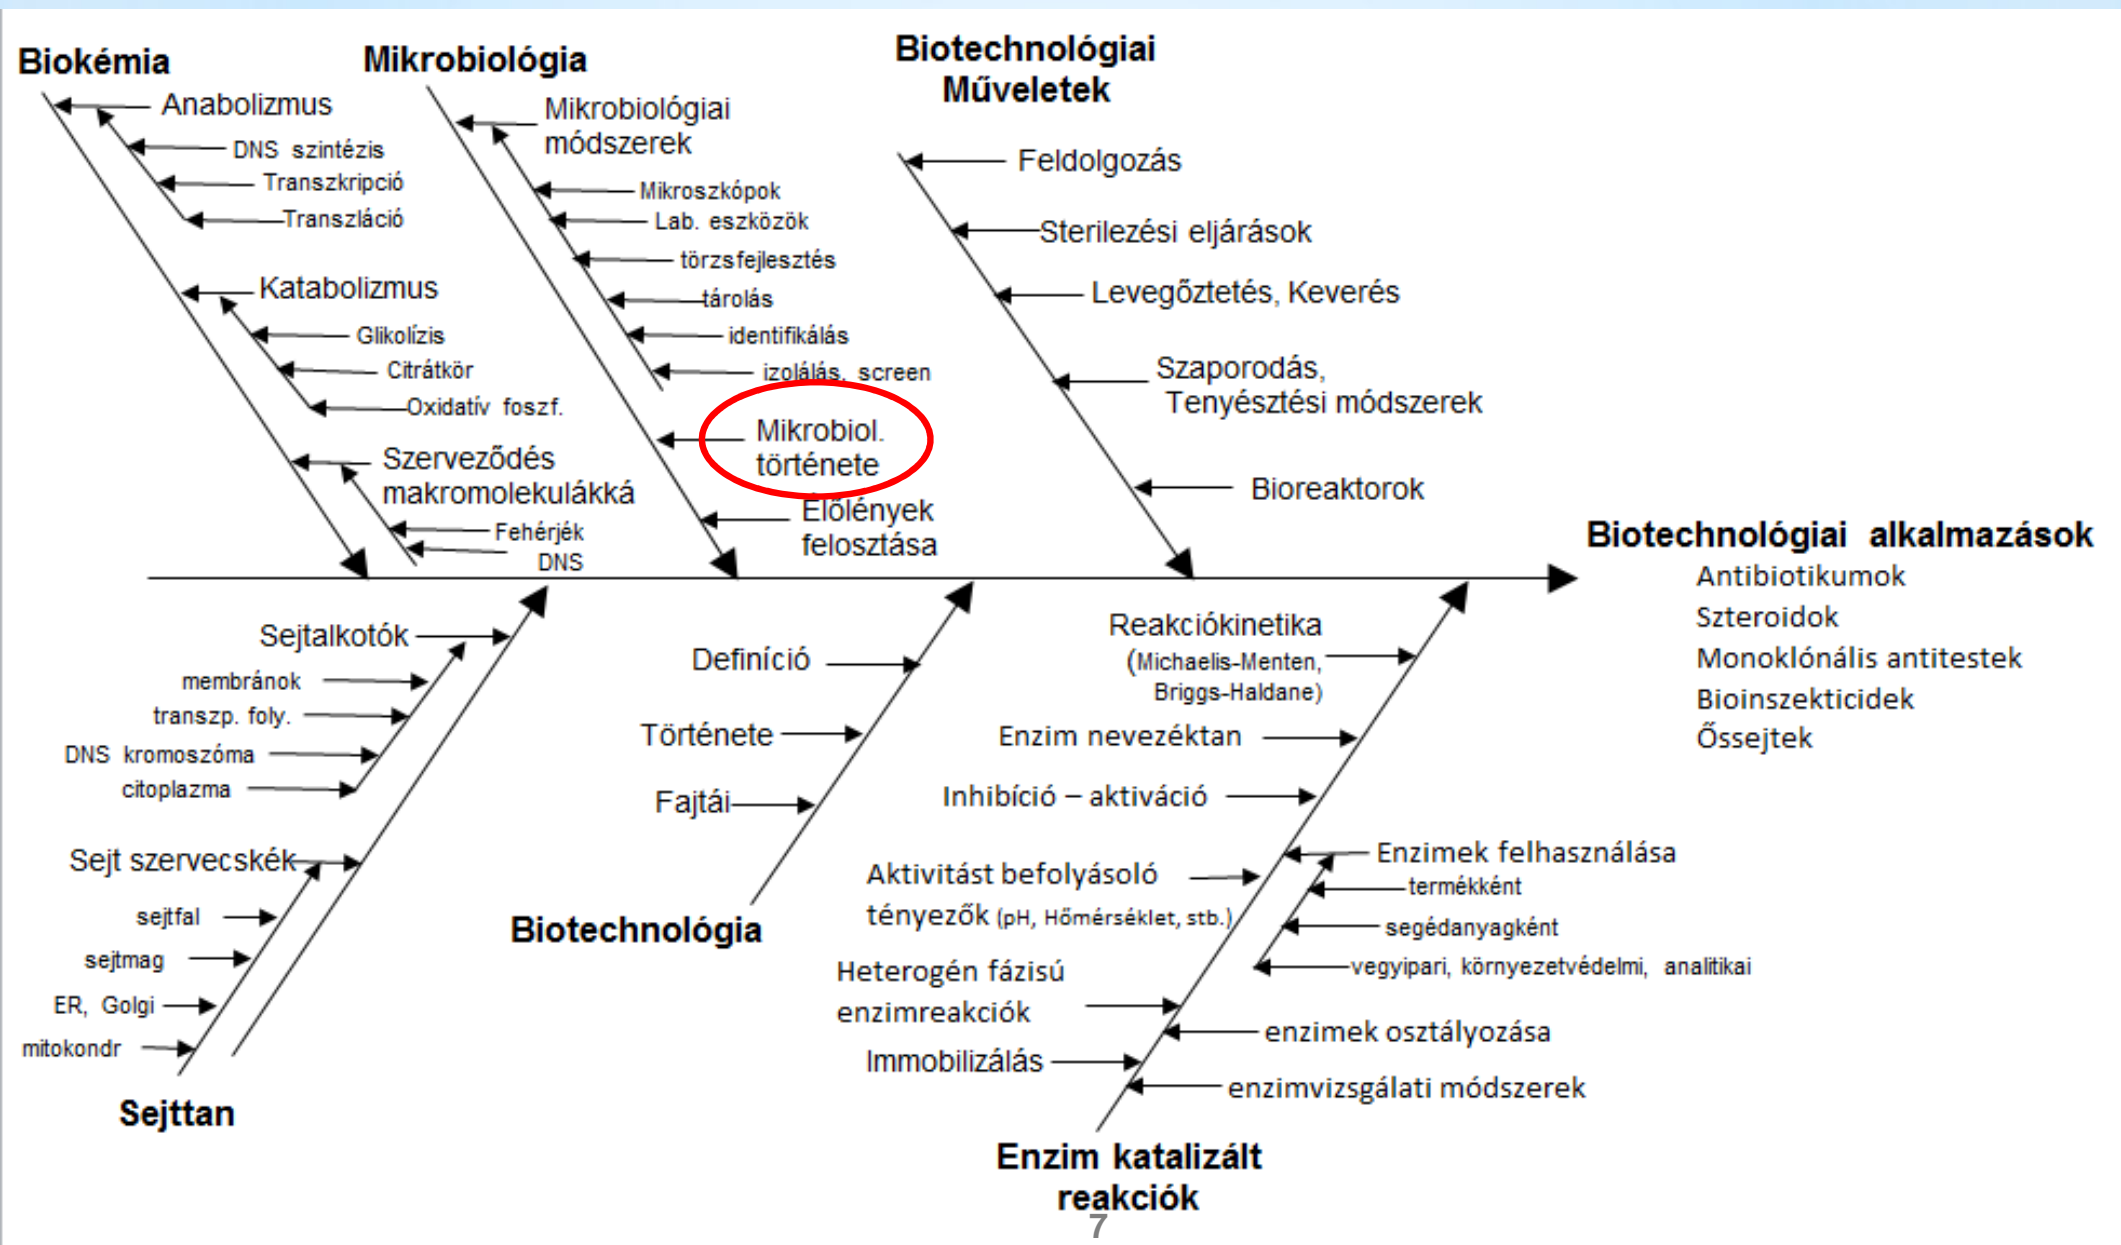 Biokémia
Anabolizmus
DNS szintézis
Transzkripció
Transzláció
Katabolizmus
Glikolízis
Citrátkör
Oxidatív foszf.
Szerveződés
makromolekulákká
Fehérjék
DNS
Mikrobiológia
Mikrobiológiai
módszerek
Mikroszkópok
Lab. eszközök
törzsfejlesztés
tárolás
identifikálás
izolálás, screen
Mikrobiol.
története
Élőlények
felosztása
Biotechnológiai
Műveletek
Feldolgozás
Sterilezési eljárások
Levegőztetés, Keverés
Szaporodás,
Tenyésztési módszerek
Bioreaktorok
Biotechnológiai alkalmazások
Antibiotikumok
Szteroidok
Monoklónális antitestek
Bioinszekticidek
Őssejtek
Sejtalkotók
membránok
transzp. foly.
DNS kromoszóma
citoplazma
Sejt szervecskék
sejtfal
sejtmag
ER, Golgi
mitokondr
Sejttan
Definíció
Története
Fajtái
Biotechnológia
Reakciókinetika
(Michaelis-Menten,
Briggs-Haldane)
Enzim nevezéktan
Inhibíció – aktiváció
Aktivitást befolyásoló
tényezők (pH, Hőmérséklet, stb.)
Heterogén fázisú
enzimreakciók
Immobilizálás
Enzimek felhasználása
termékként
segédanyagként
vegyipari, környezetvédelmi, analitikai
enzimek osztályozása
enzimvizsgálati módszerek
Enzim katalizált
reakciók
7